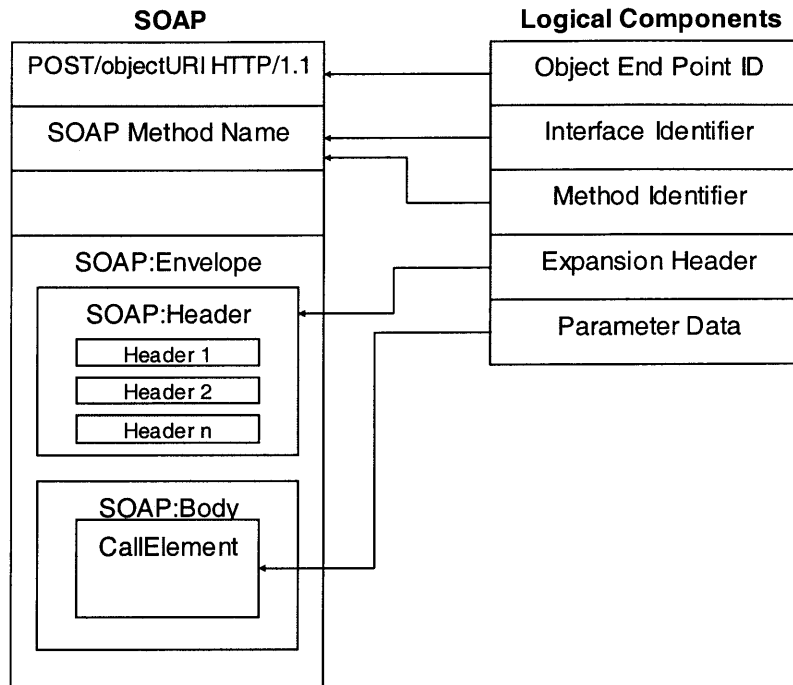 SOAP
POST/objectURI HTTP/1.1
SOAP Method Name
SOAP:Envelope
SOAP:Header
Header 1
Header 2
Header n
SOAP:Body
CallElement
Logical Components
Object End Point ID
Interface Identifier
Method Identifier
Expansion Header
Parameter Data